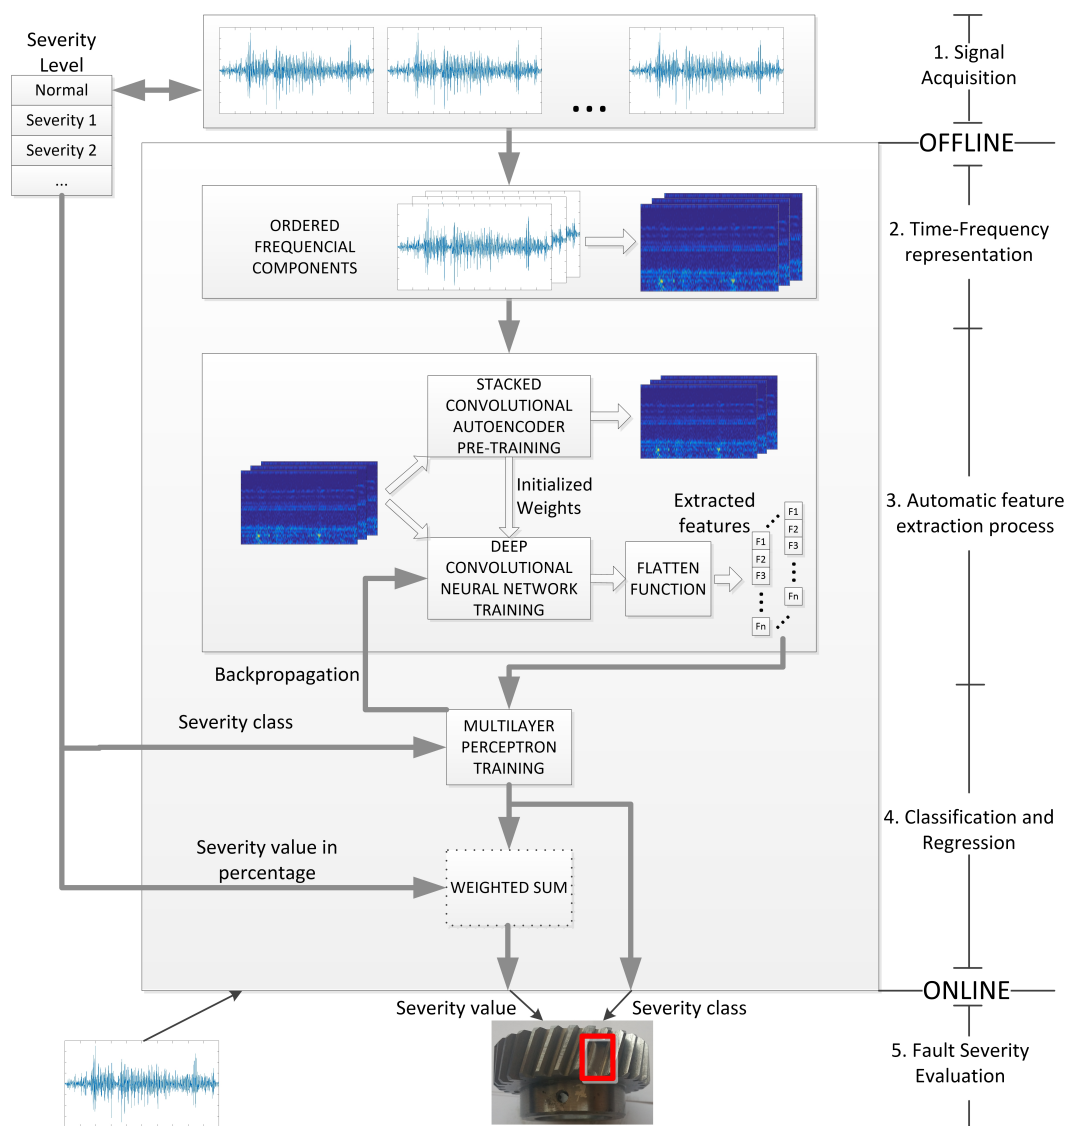 Severity
Level
Normal
Severity 1
Severity 2
...
...
1. Signal
Acquisition
OFFLINE
ORDERED
FREQUENCIAL
COMPONENTS
2. Time-Frequency
representation
STACKED
CONVOLUTIONAL
AUTOENCODER
PRE-TRAINING
Initialized
Weights
Extracted
features
F1
F2
F3
Fn
F1
F2
F3
Fn
DEEP
CONVOLUTIONAL
NEURAL NETWORK
TRAINING
FLATTEN
FUNCTION
3. Automatic feature
extraction process
Backpropagation
Severity class
MULTILAYER
PERCEPTRON
TRAINING
Severity value in
percentage
WEIGHTED SUM
4. Classification and
Regression
ONLINE
Severity value
Severity class
5. Fault Severity
Evaluation